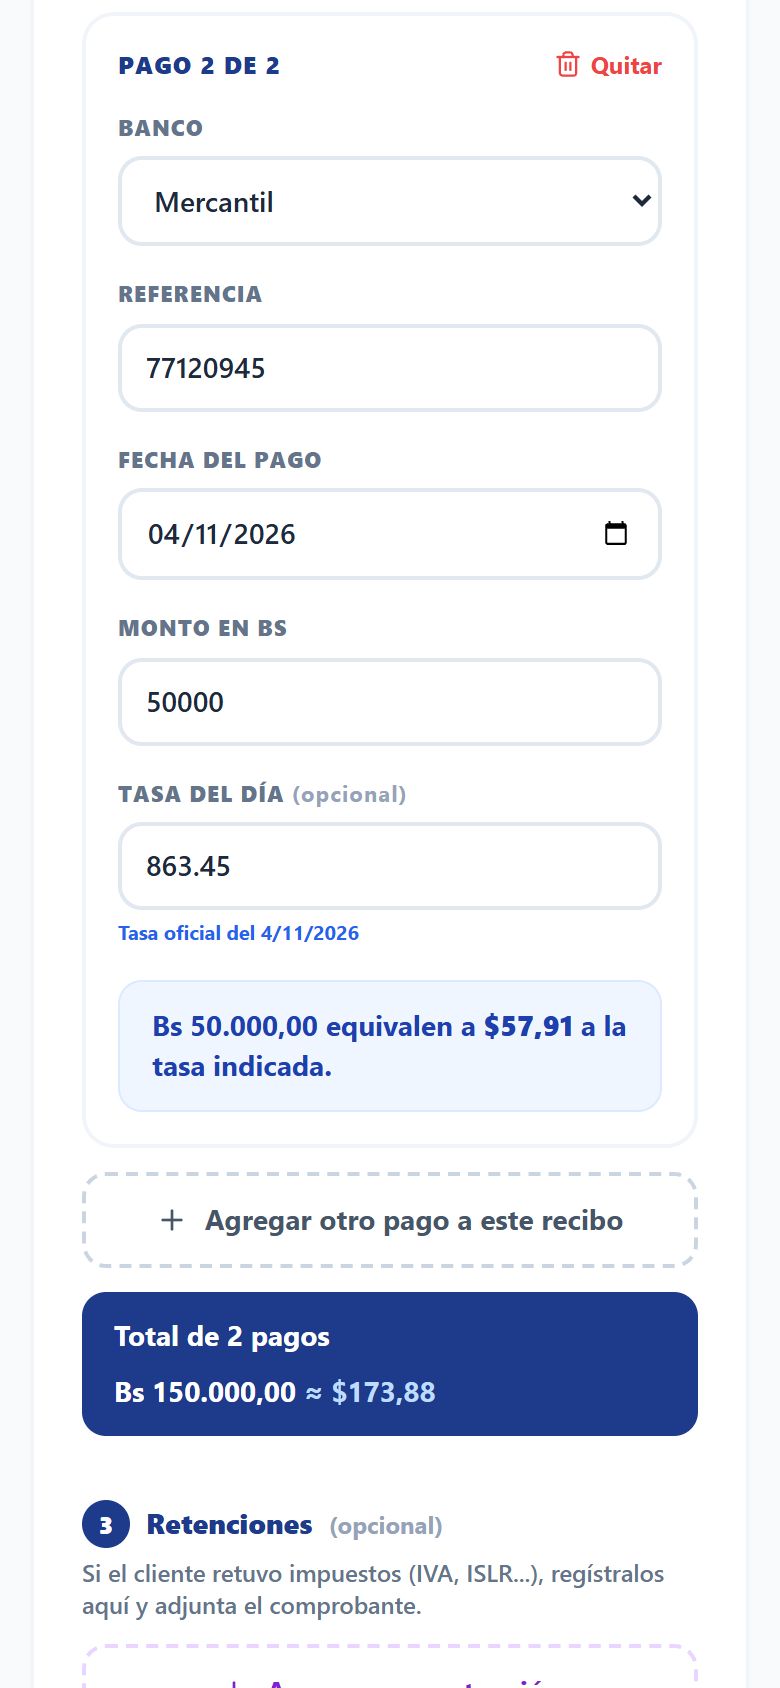 PAGO 2 DE 2
Quitar
BANCO
Mercantil
REFERENCIA
77120945
FECHA DEL PAGO
04/11/2026
MONTO EN BS
50000
TASA DEL DÍA (opcional)
863.45
Tasa oficial del 4/11/2026
Bs 50.000,00 equivalen a $57,91 a la
tasa indicada.
Agregar otro pago a este recibo
Total de 2 pagos
Bs 150.000,00 ≈ $173,88
3 Retenciones (opcional)
Si el cliente retuvo impuestos (IVA, ISLR...), regístralos
aquí y adjunta el comprobante.